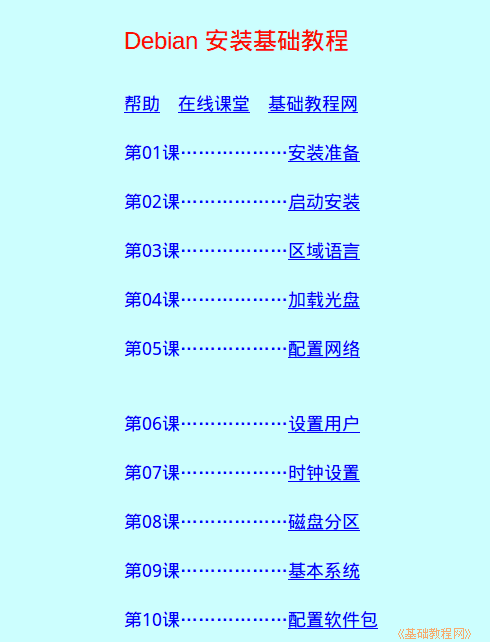 Debian 安装基础教程
帮助 在线课堂 基础教程网
第01课………………安装准备
第02课………………启动安装
第03课………………区域语言
第04课………………加载光盘
第05课………………配置网络
第06课………………设置用户
第07课………………时钟设置
第08课………………磁盘分区
第09课………………基本系统
第10课………………配置软件包
《基础教程网》